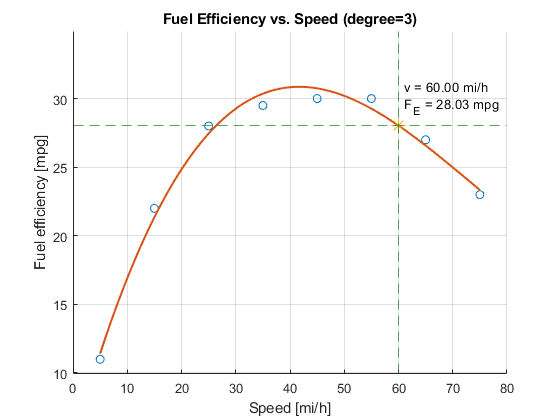 Fuel Efficiency vs. Speed (degree=3)
Fuel efficiency [mpg]
30
25
20
15
10
v = 60.00 mi/h
F_E = 28.03 mpg
0 10 20 30 40 50 60 70 80
Speed [mi/h]